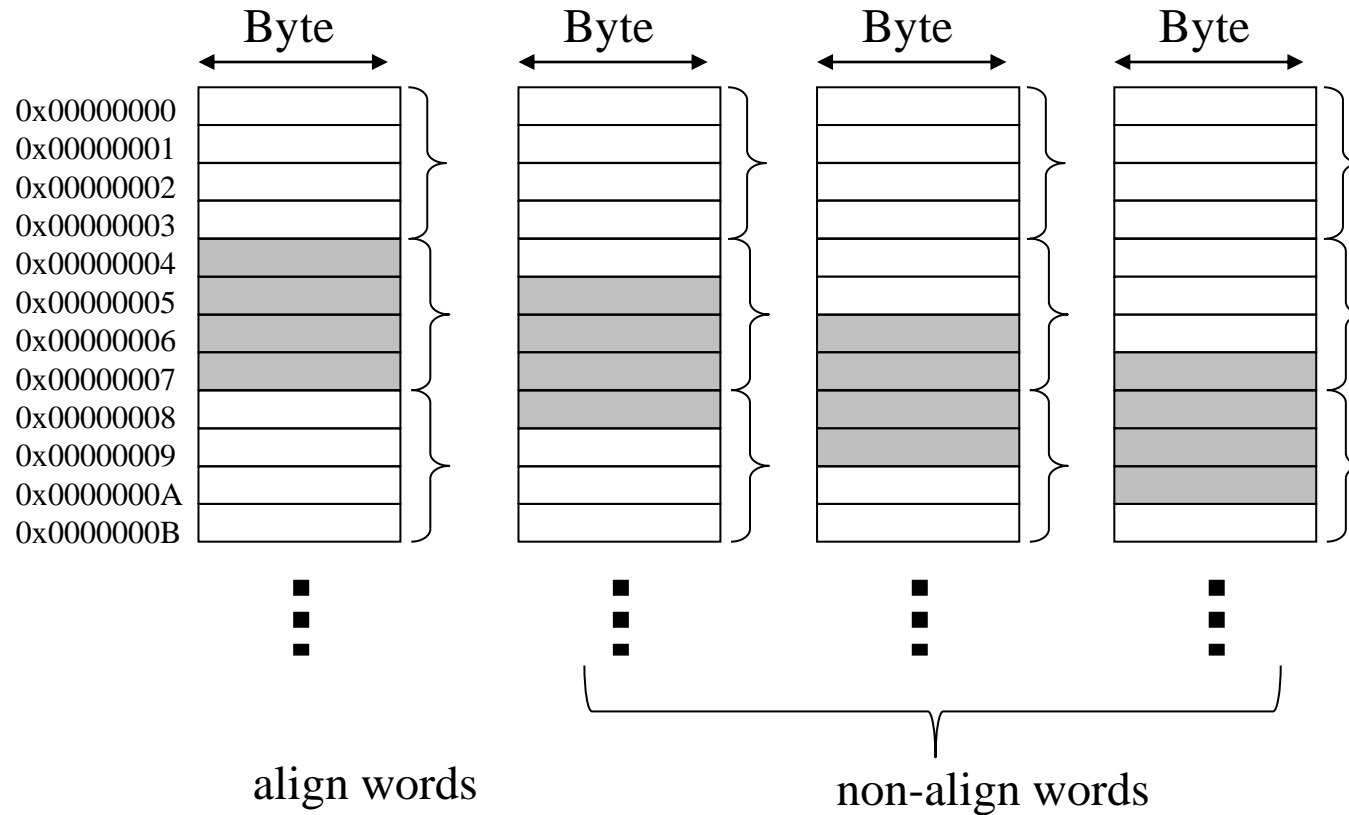 Byte Byte Byte Byte
0x00000000
0x00000001
0x00000002
0x00000003
0x00000004
0x00000005
0x00000006
0x00000007
0x00000008
0x00000009
0x0000000A
0x0000000B
align words
non-align words